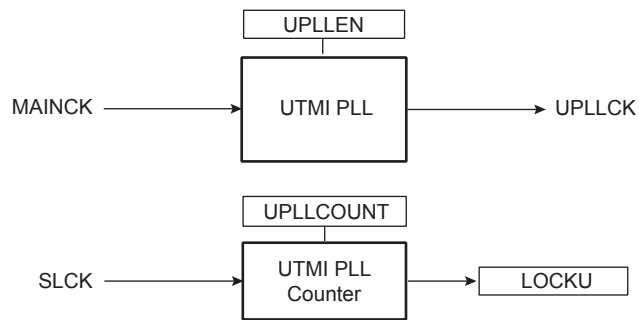 UPLLEN
MAINCK
UTMI PLL
UPLLCK
UPLLCOUNT
SLCK
UTMI PLL
Counter
LOCKU